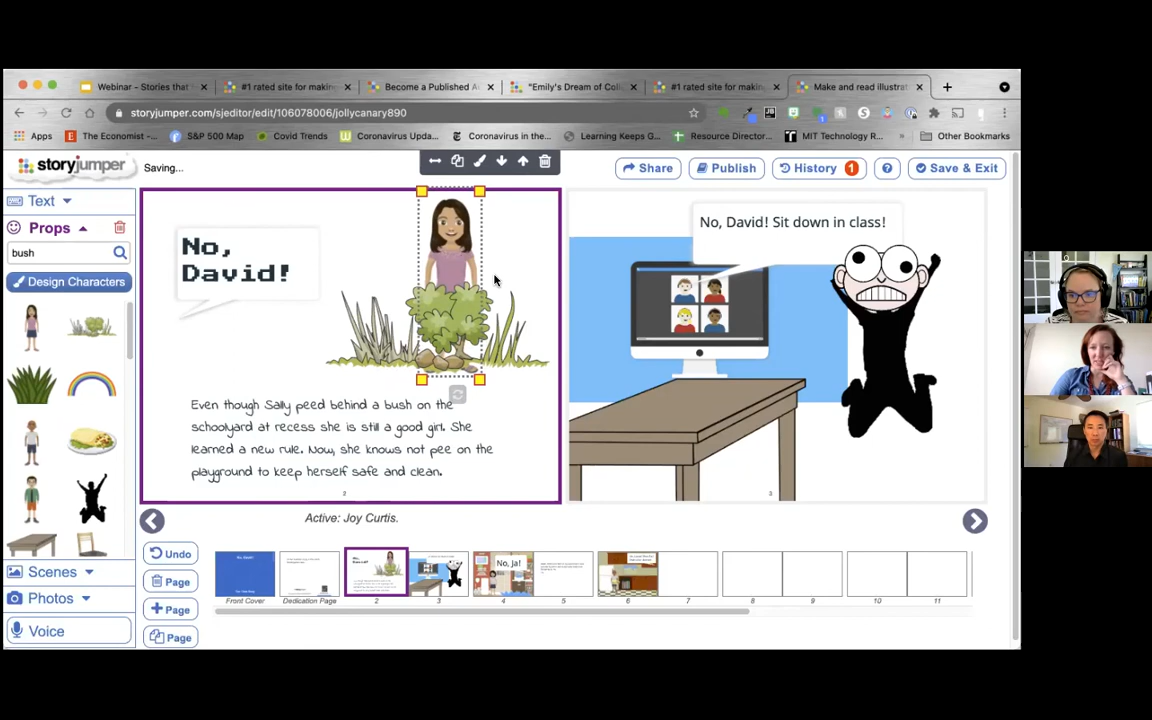 Webinar - Stories that
#1 rated site for making
Become a Published A
"Emily's Dream of Coll
#1 rated site for making
Make and read illustrat
storyjumper.com/sjeditor/edit/106078006/jollycanary890
Apps
The Economist -...
S&P 500 Map
Covid Trends
Coronavirus Upda...
Coronavirus in the...
Learning Keeps G...
Resource Director...
MIT Technology R...
Other Bookmarks
storyjumper
Saving...
Share
Publish
History 1
?
Save & Exit
Text
Props
bush
Design Characters
Scenes
Photos
Voice
No,
David!
Even though Sally peed behind a bush on the
schoolyard at recess she is still a good girl. She
learned a new rule. Now, she knows not pee on the
playground to keep herself safe and clean.
2
No, David! Sit down in class!
3
Active: Joy Curtis.
Undo
Page
Page
Page
No, Ja!
Front Cover
Dedication Page
2
3
4
5
6
7
8
9
10
11